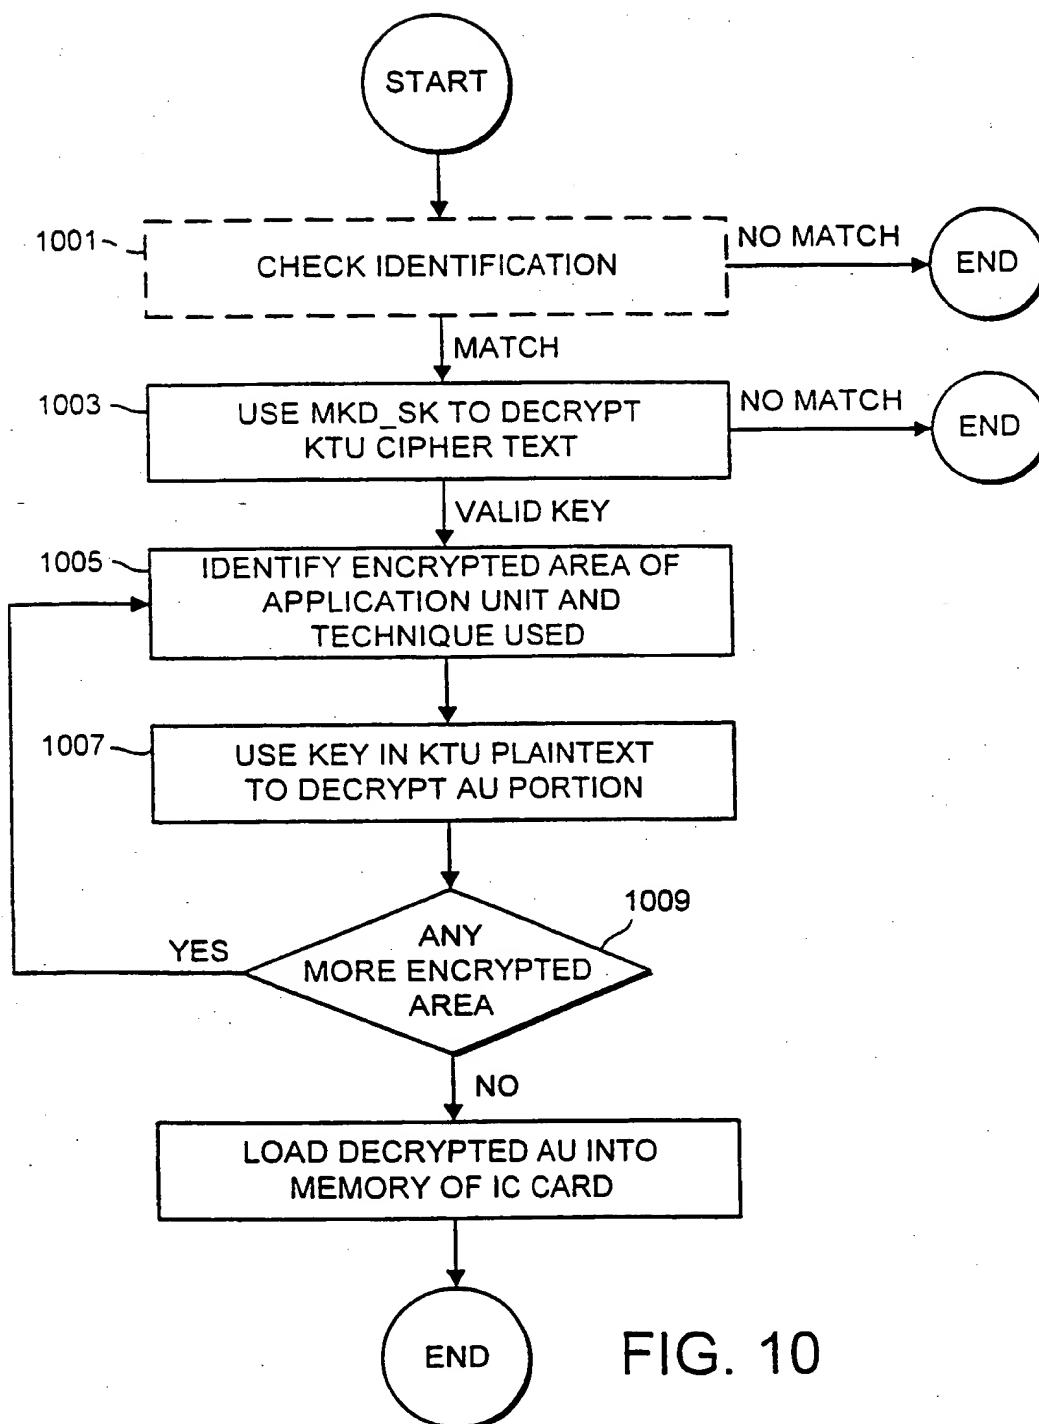 START
1001
CHECK IDENTIFICATION
NO MATCH
END
MATCH
1003
USE MKD_SK TO DECRYPT
KTU CIPHER TEXT
NO MATCH
END
VALID KEY
1005
IDENTIFY ENCRYPTED AREA OF
APPLICATION UNIT AND
TECHNIQUE USED
1007
USE KEY IN KTU PLAINTEXT
TO DECRYPT AU PORTION
1009
ANY
MORE ENCRYPTED
AREA
YES
NO
LOAD DECRYPTED AU INTO
MEMORY OF IC CARD
END
FIG. 10